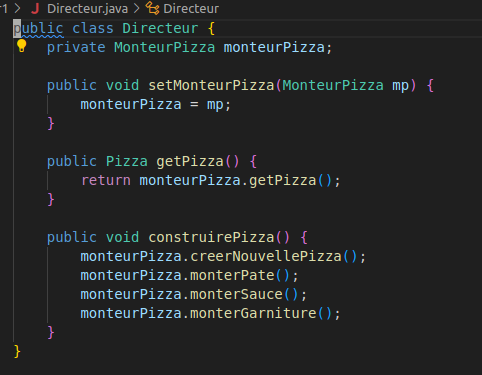 r1 > Directeur.java > Directeur
public class Directeur {
    private MonteurPizza monteurPizza;

    public void setMonteurPizza(MonteurPizza mp) {
        monteurPizza = mp;
    }

    public Pizza getPizza() {
        return monteurPizza.getPizza();
    }

    public void construirePizza() {
        monteurPizza.creerNouvellePizza();
        monteurPizza.monterPate();
        monteurPizza.monterSauce();
        monteurPizza.monterGarniture();
    }
}